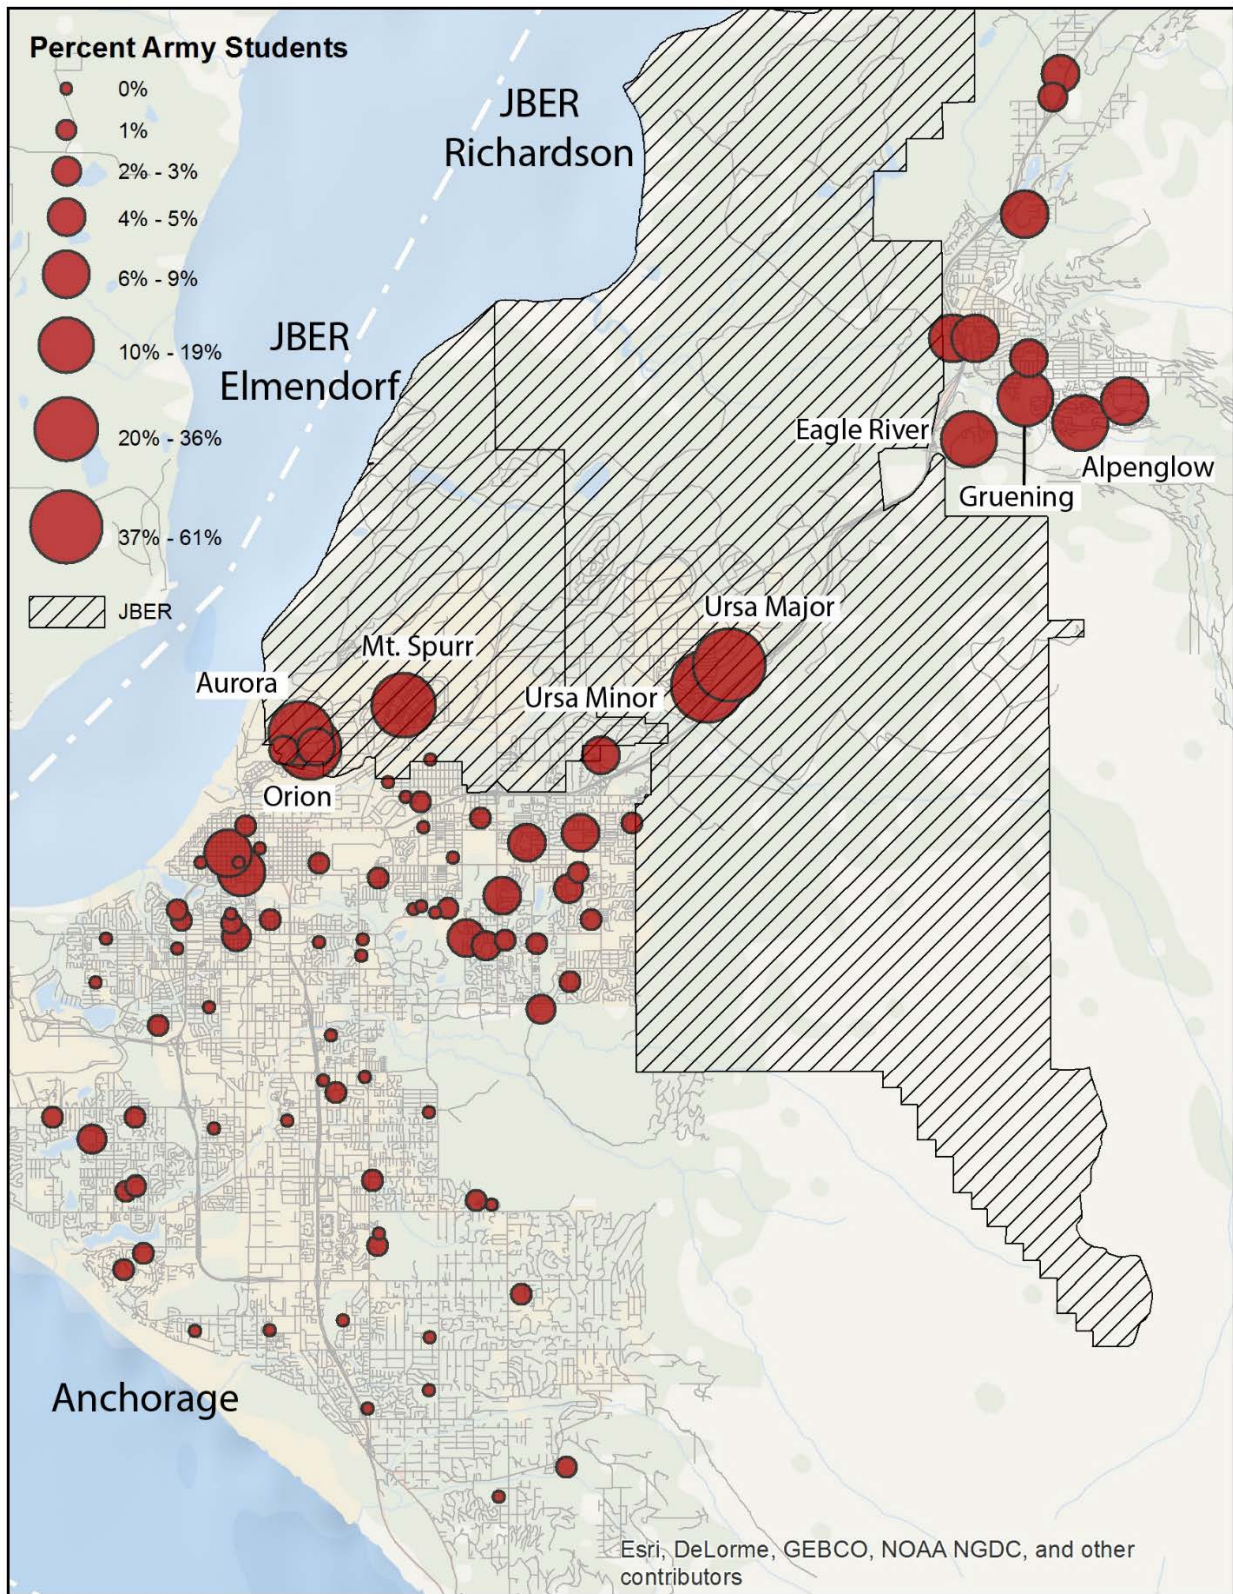 Percent Army Students
0%
1%
2% - 3%
4% - 5%
6% - 9%
10% - 19%
20% - 36%
37% - 61%
JBER
JBER
Richardson
JBER
Elmendorf
Eagle River
Alpenglow
Gruening
Ursa Major
Mt. Spurr
Aurora
Ursa Minor
Orion
Anchorage
Esri, DeLorme, GEBCO, NOAA NGDC, and other
contributors